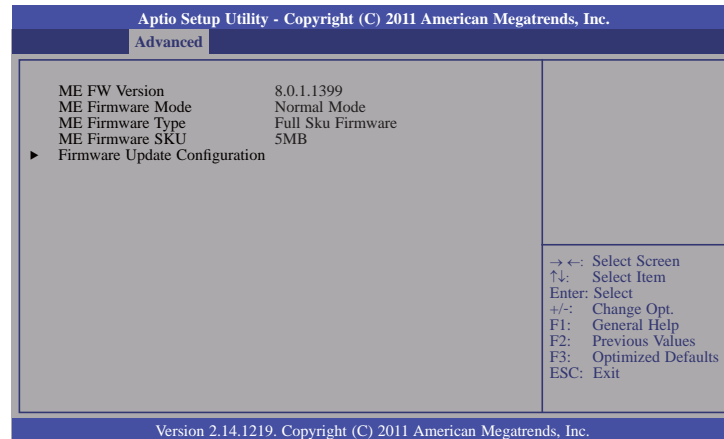 Aptio Setup Utility - Copyright (C) 2011 American Megatrends, Inc.
Advanced
ME FW Version 8.0.1.1399
ME Firmware Mode Normal Mode
ME Firmware Type Full Sku Firmware
ME Firmware SKU 5MB
► Firmware Update Configuration
→ ←: Select Screen
↑↓: Select Item
Enter: Select
+/-: Change Opt.
F1: General Help
F2: Previous Values
F3: Optimized Defaults
ESC: Exit
Version 2.14.1219. Copyright (C) 2011 American Megatrends, Inc.